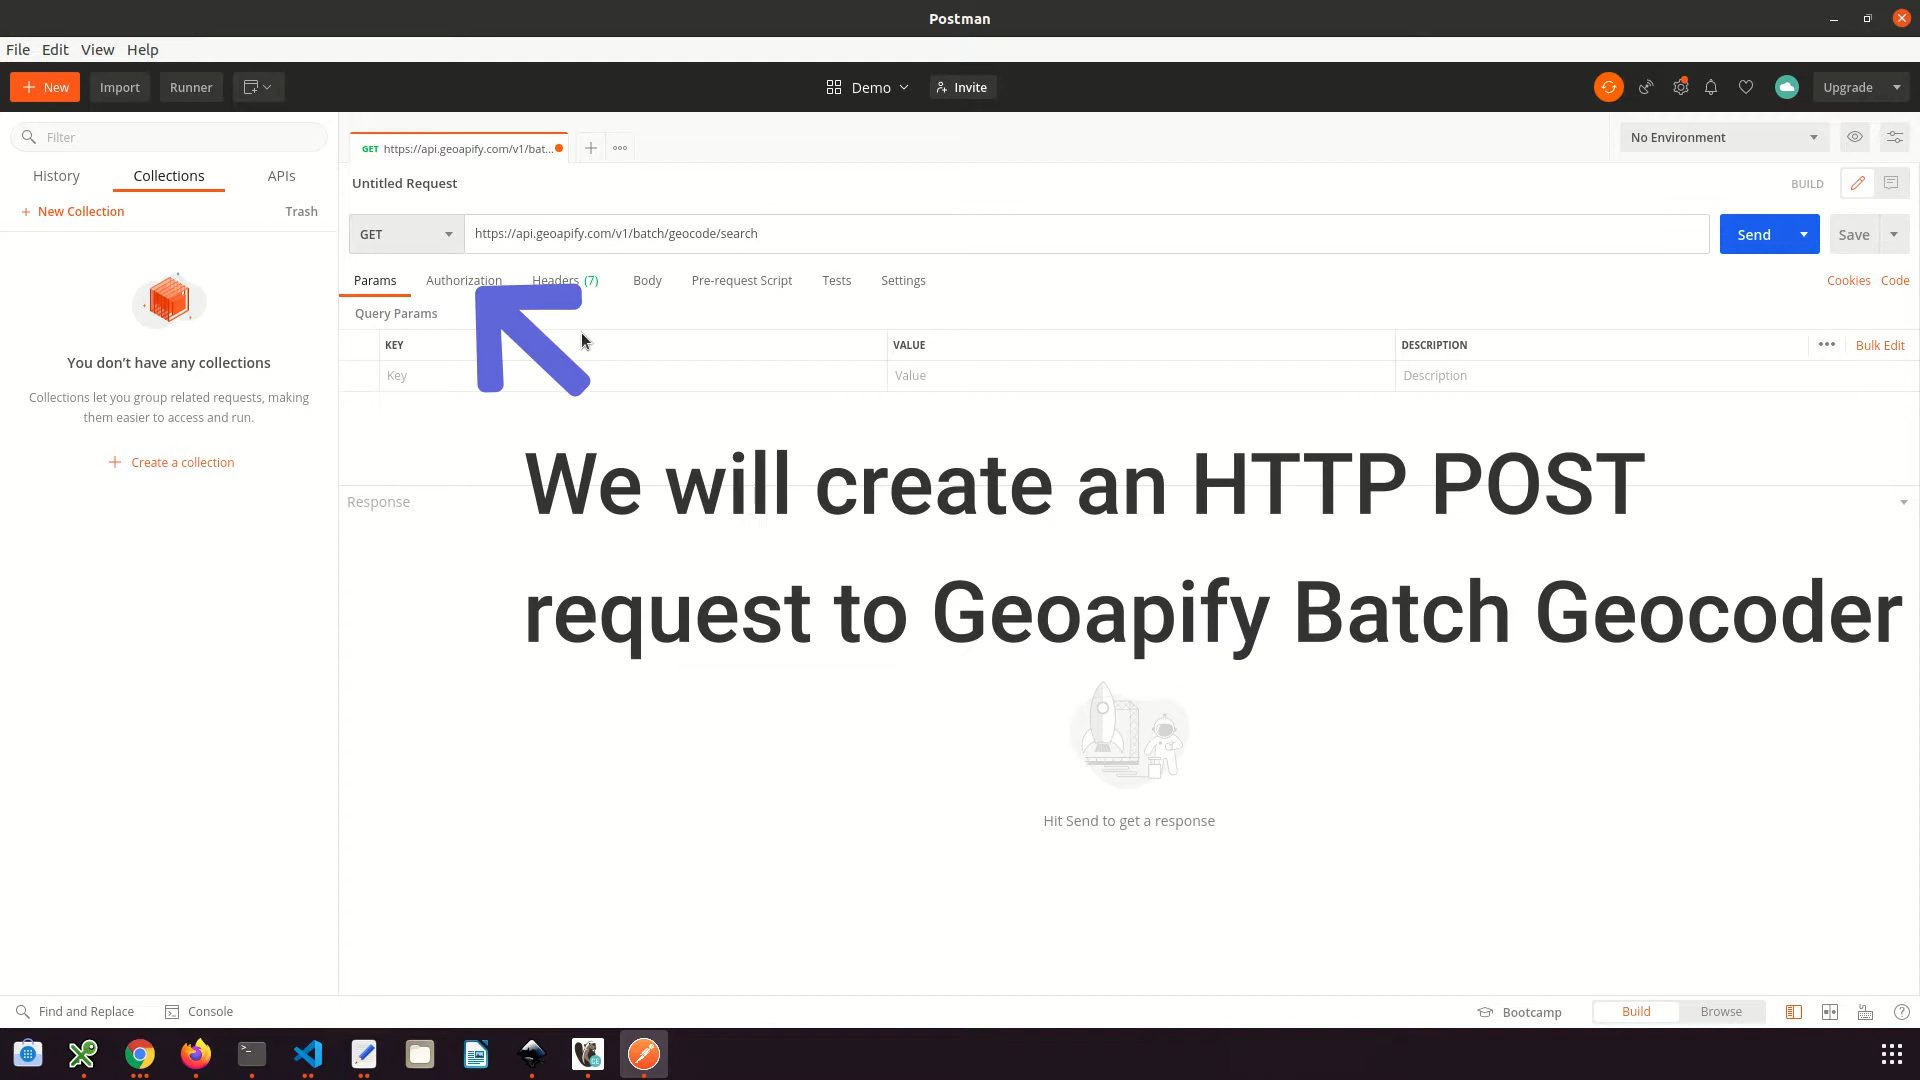 Postman
File Edit View Help
New Import Runner Demo Invite Upgrade
Filter
GET https://api.geoapify.com/v1/bat...
No Environment
History Collections APIs
Untitled Request
BUILD
New Collection Trash
GET https://api.geoapify.com/v1/batch/geocode/search Send Save
Params Authorization Headers (7) Body Pre-request Script Tests Settings Cookies Code
Query Params
KEY VALUE DESCRIPTION Bulk Edit
Key Value Description
You don’t have any collections
Collections let you group related requests, making
them easier to access and run.
Create a collection
We will create an HTTP POST
Response
request to Geoapify Batch Geocoder
Hit Send to get a response
Find and Replace Console Bootcamp Build Browse